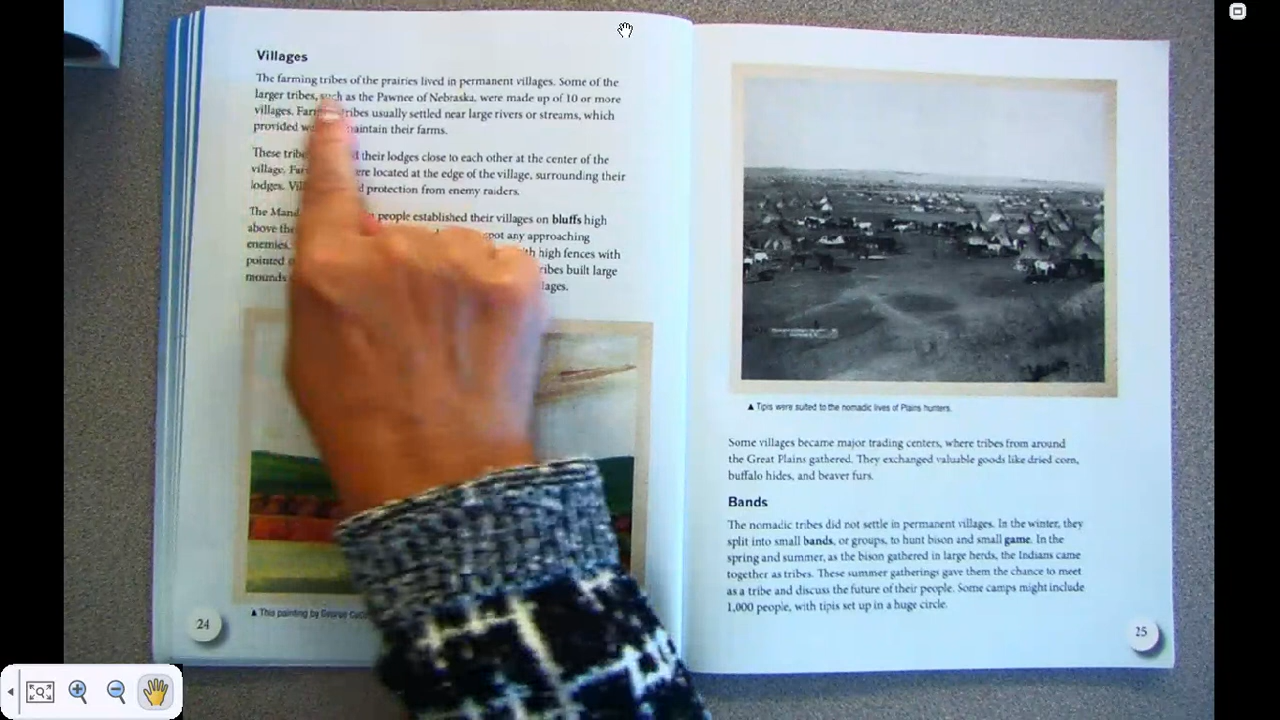 Villages
The farming tribes of the prairies lived in permanent villages. Some of the
larger tribes, such as the Pawnee of Nebraska, were made up of 10 or more
villages. tribes usually settled near large rivers or streams, which
provided maintain their farms.
These their lodges close to each other at the center of the
village. were located at the edge of the village, surrounding their
lodges. protection from enemy raiders.
The people established their villages on bluffs high
above spot any approaching
enemies. high fences with
pointed tribes built large
mounds
▲ This painting by George
24
▲ Tipis were suited to the nomadic lives of Plains hunters.
Some villages became major trading centers, where tribes from around
the Great Plains gathered. They exchanged valuable goods like dried corn,
buffalo hides, and beaver furs.
Bands
The nomadic tribes did not settle in permanent villages. In the winter, they
split into small bands, or groups, to hunt bison and small game. In the
spring and summer, as the bison gathered in large herds, the Indians came
together as tribes. These summer gatherings gave them the chance to meet
as a tribe and discuss the future of their people. Some camps might include
1,000 people, with tipis set up in a huge circle.
25